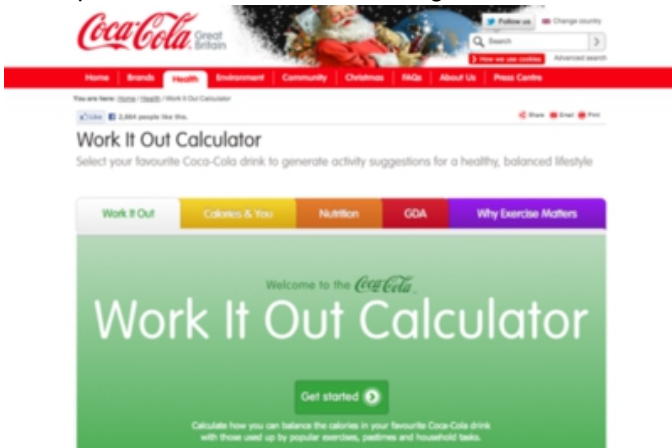 Coca-Cola Great Britain
Follow us Change country
Search
How we use cookies Advanced search
Home Brands Health Environment Community Christmas FAQs About Us Press Centre
You are here: Home / Health / Work It Out Calculator
Like 2,664 people like this. Share Email Print
Work It Out Calculator
Select your favourite Coca-Cola drink to generate activity suggestions for a healthy, balanced lifestyle
Work It Out Calories & You Nutrition GDA Why Exercise Matters
Welcome to the Coca-Cola
Work It Out Calculator
Get started
Calculate how you can balance the calories in your favourite Coca-Cola drink
with those used up by popular exercises, pastimes and household tasks.